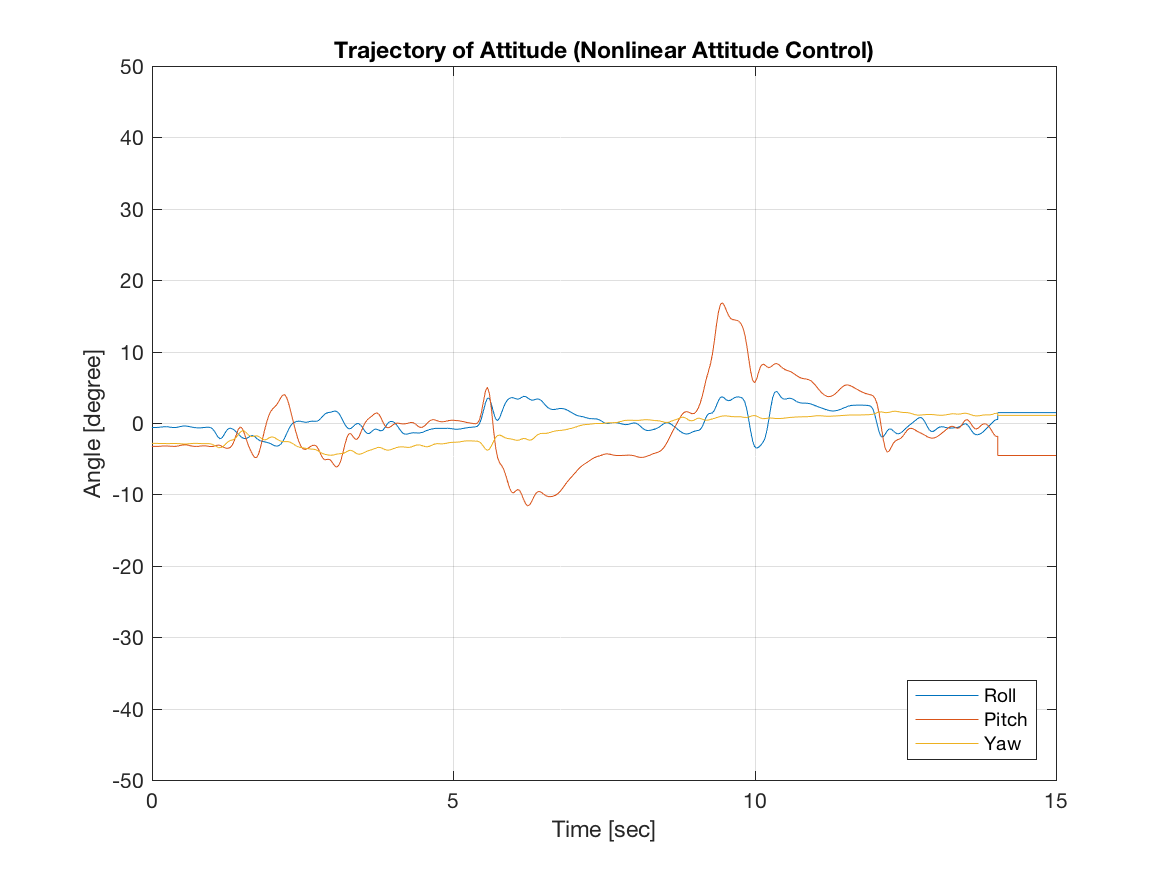 Trajectory of Attitude (Nonlinear Attitude Control)
50
40
30
20
10
0
-10
-20
-30
-40
-50
Angle [degree]
0 5 10 15
Time [sec]
Roll
Pitch
Yaw